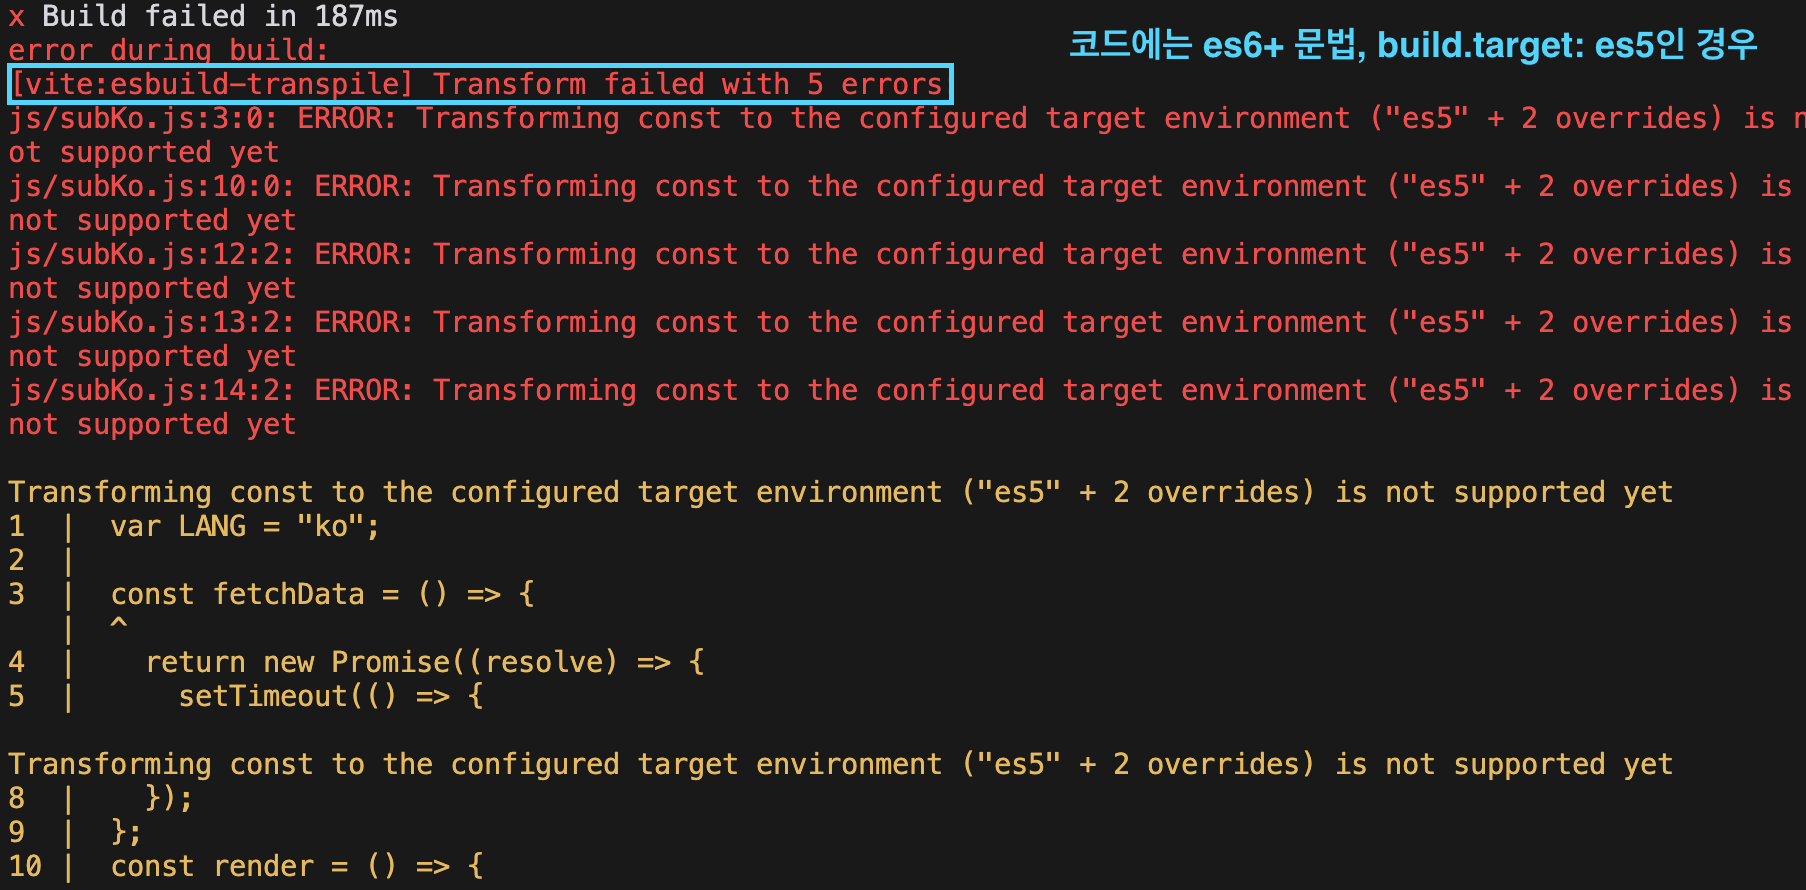 x Build failed in 187ms
코드에는 es6+ 문법, build.target: es5인 경우
error during build:
[vite:esbuild-transpile] Transform failed with 5 errors
js/subKo.js:3:0: ERROR: Transforming const to the configured target environment ("es5" + 2 overrides) is n
ot supported yet
js/subKo.js:10:0: ERROR: Transforming const to the configured target environment ("es5" + 2 overrides) is
not supported yet
js/subKo.js:12:2: ERROR: Transforming const to the configured target environment ("es5" + 2 overrides) is
not supported yet
js/subKo.js:13:2: ERROR: Transforming const to the configured target environment ("es5" + 2 overrides) is
not supported yet
js/subKo.js:14:2: ERROR: Transforming const to the configured target environment ("es5" + 2 overrides) is
not supported yet
Transforming const to the configured target environment ("es5" + 2 overrides) is not supported yet
1  |  var LANG = "ko";
2  |
3  |  const fetchData = () => {
   |  ^
4  |    return new Promise((resolve) => {
5  |      setTimeout(() => {
Transforming const to the configured target environment ("es5" + 2 overrides) is not supported yet
8  |    });
9  |  };
10 |  const render = () => {